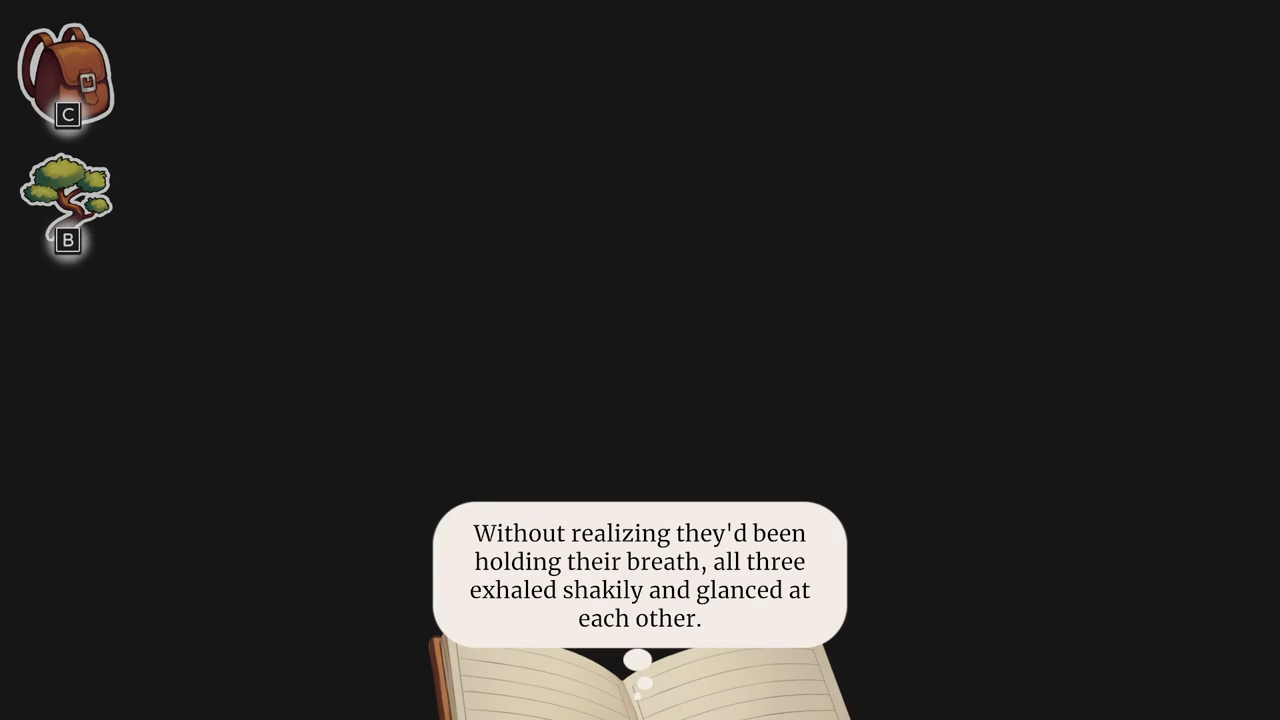 C
B
Without realizing they'd been
holding their breath, all three
exhaled shakily and glanced at
each other.